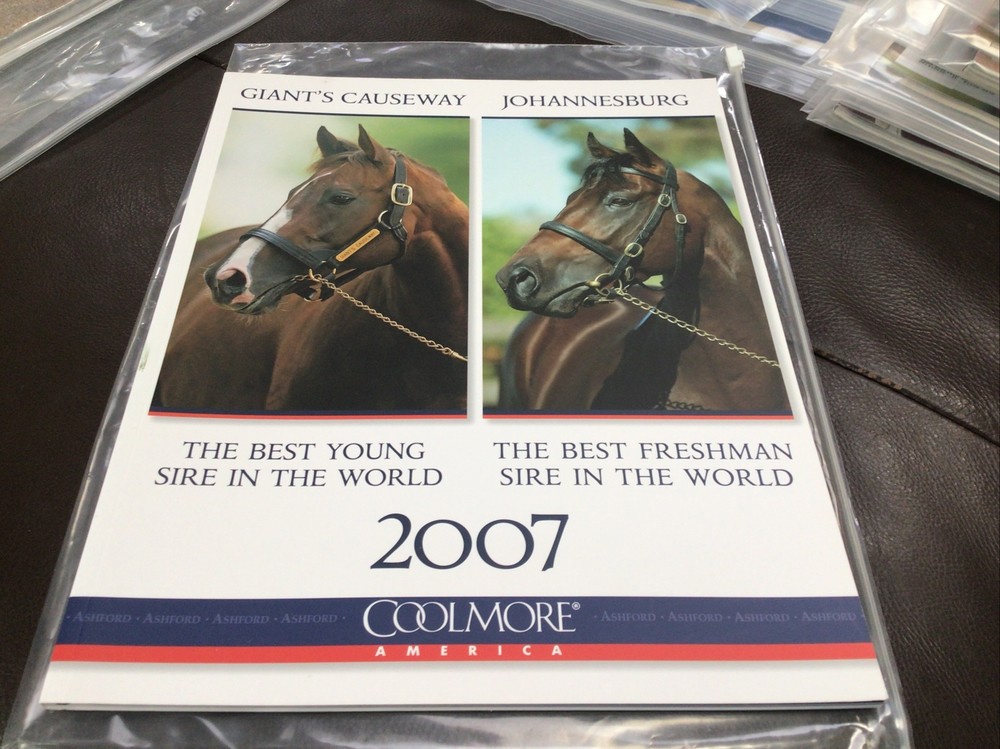 GIANT'S CAUSEWAY
JOHANNESBURG
THE BEST YOUNG
SIRE IN THE WORLD
THE BEST FRESHMAN
SIRE IN THE WORLD
2007
· ASHFORD · ASHFORD · ASHFORD · ASHFORD ·
COOLMORE®
· ASHFORD · ASHFORD · ASHFORD · ASHFORD ·
AMERICA